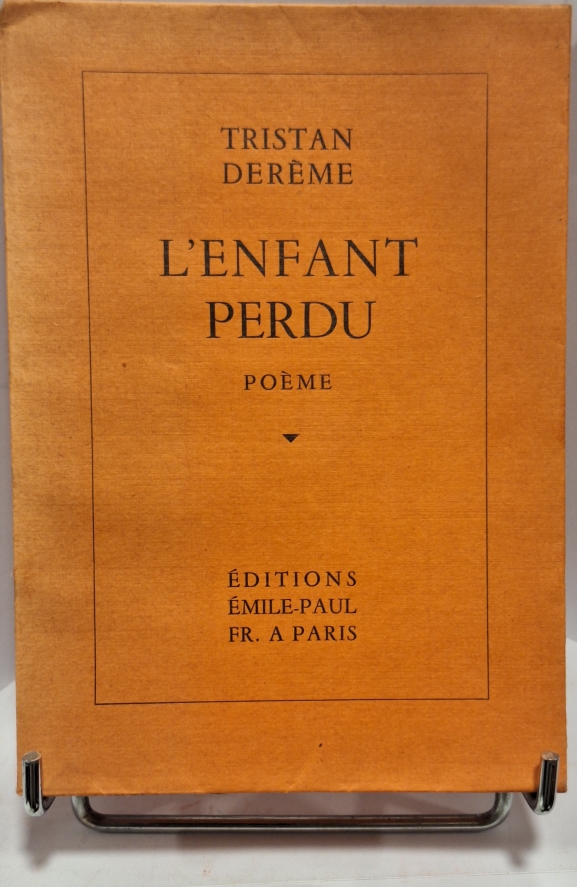 TRISTAN
DERÈME
L'ENFANT
PERDU
POÈME
ÉDITIONS
ÉMILE-PAUL
FR. A PARIS